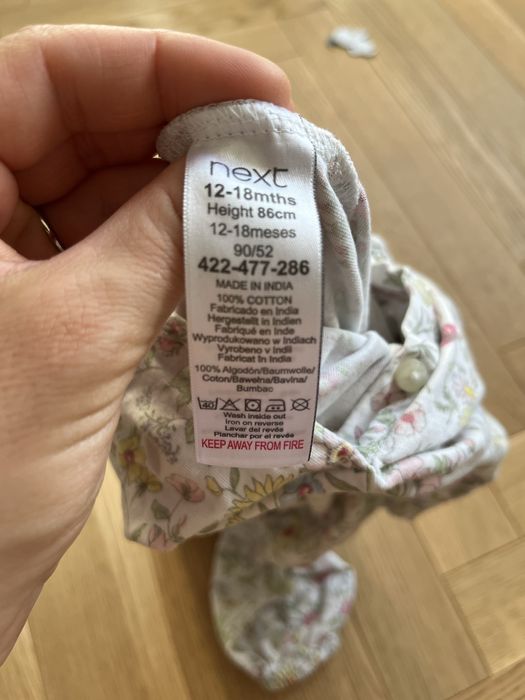 next
12-18mths
Height 86cm
12-18meses
90/52
422-477-286
MADE IN INDIA
100% COTTON
Fabricado en India
Hergestellt in Indien
Fabriqué en Inde
Wyprodukowano w Indiach
Vyrobeno v Indii
Fabricat în India
100% Algodón/Baumwolle/
Coton/Bawełna/Bavlna/
Bumbac
40
Wash inside out
Iron on reverse
Lavar del revés
Planchar por el revés
KEEP AWAY FROM FIRE